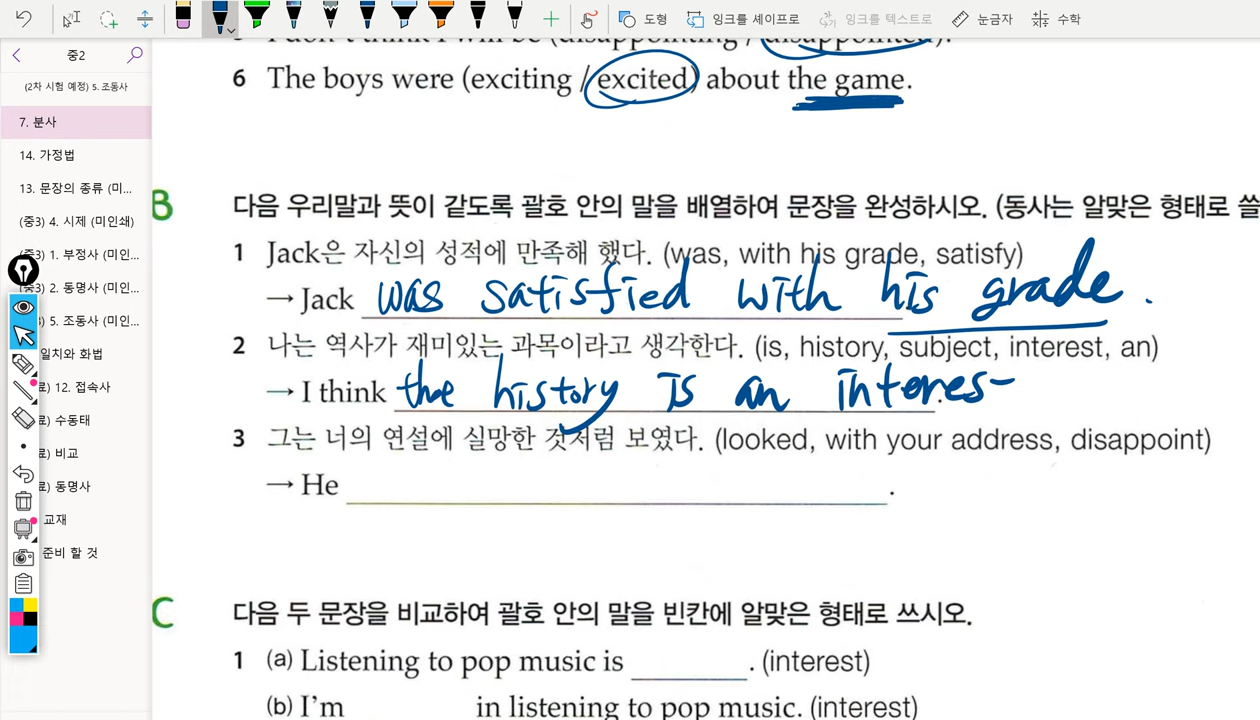 도형
잉크를 셰이프로
잉크를 텍스트로
눈금자
수학
중2
(2차 시험 예정) 5. 조동사
7. 분사
14. 가정법
13. 문장의 종류 (미...
(중3) 4. 시제 (미인쇄)
3) 1. 부정사 (미인...
3) 2. 동명사 (미인...
3) 5. 조동사 (미인...
일치와 화법
료) 12. 접속사
료) 수동태
료) 비교
료) 동명사
교재
준비 할 것
I don't think I will be (disappointing / disappointed).
6 The boys were (exciting / excited) about the game.
B 다음 우리말과 뜻이 같도록 괄호 안의 말을 배열하여 문장을 완성하시오. (동사는 알맞은 형태로 쓸
1 Jack은 자신의 성적에 만족해 했다. (was, with his grade, satisfy)
→ Jack was satisfied with his grade.
2 나는 역사가 재미있는 과목이라고 생각한다. (is, history, subject, interest, an)
→ I think the history is an interes
3 그는 너의 연설에 실망한 것처럼 보였다. (looked, with your address, disappoint)
→ He .
C 다음 두 문장을 비교하여 괄호 안의 말을 빈칸에 알맞은 형태로 쓰시오.
1 (a) Listening to pop music is . (interest)
(b) I'm in listening to pop music. (interest)